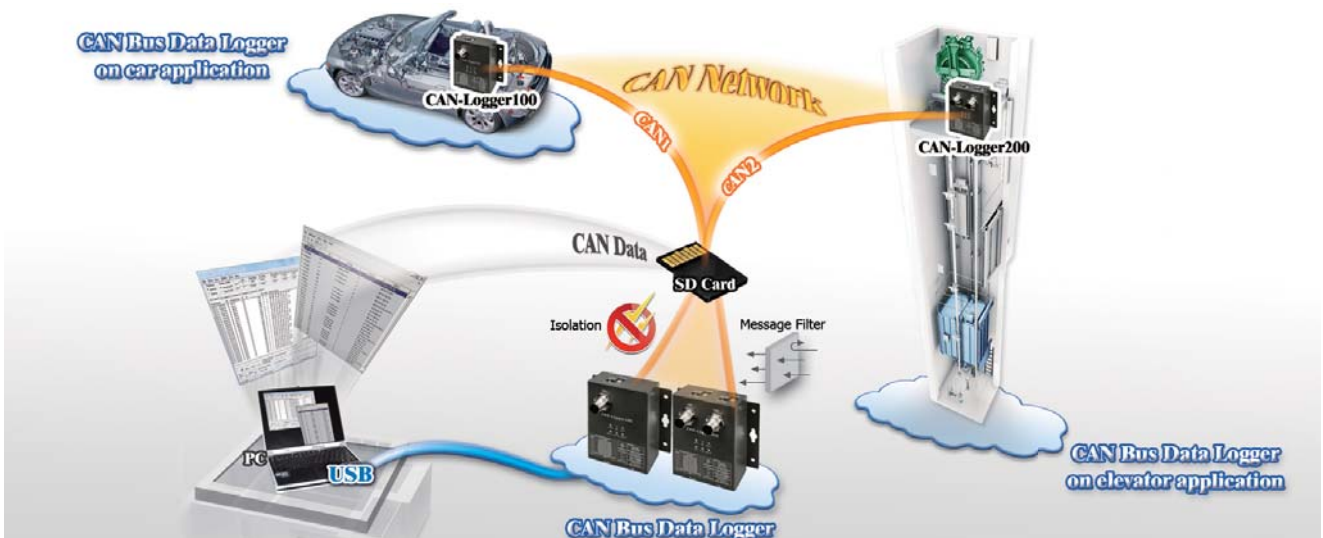 CAN Bus Data Logger
on car application
CAN-Logger100
CAN Network
CAN1
CAN2
CAN-Logger200
CAN Data
SD Card
Isolation
Message Filter
PC
USB
CAN Bus Data Logger
on elevator application
CAN Bus Data Logger